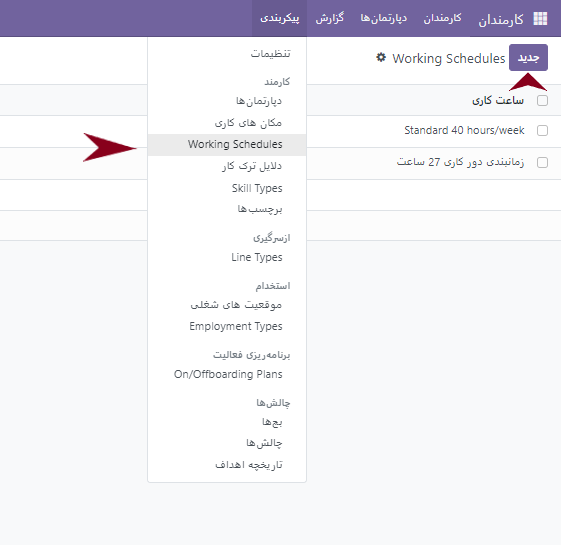 کارمندان کارمندان دپارتمان‌ها گزارش پیکربندی
جدید Working Schedules
ساعت کاری
Standard 40 hours/week
زمانبندی دور کاری 27 ساعت
تنظیمات
کارمند
دپارتمان‌ها
مکان های کاری
Working Schedules
دلایل ترک کار
Skill Types
برچسب‌ها
ازسرگیری
Line Types
استخدام
موقعیت های شغلی
Employment Types
برنامه‌ریزی فعالیت
On/Offboarding Plans
چالش‌ها
بج‌ها
چالش‌ها
تاریخچه اهداف